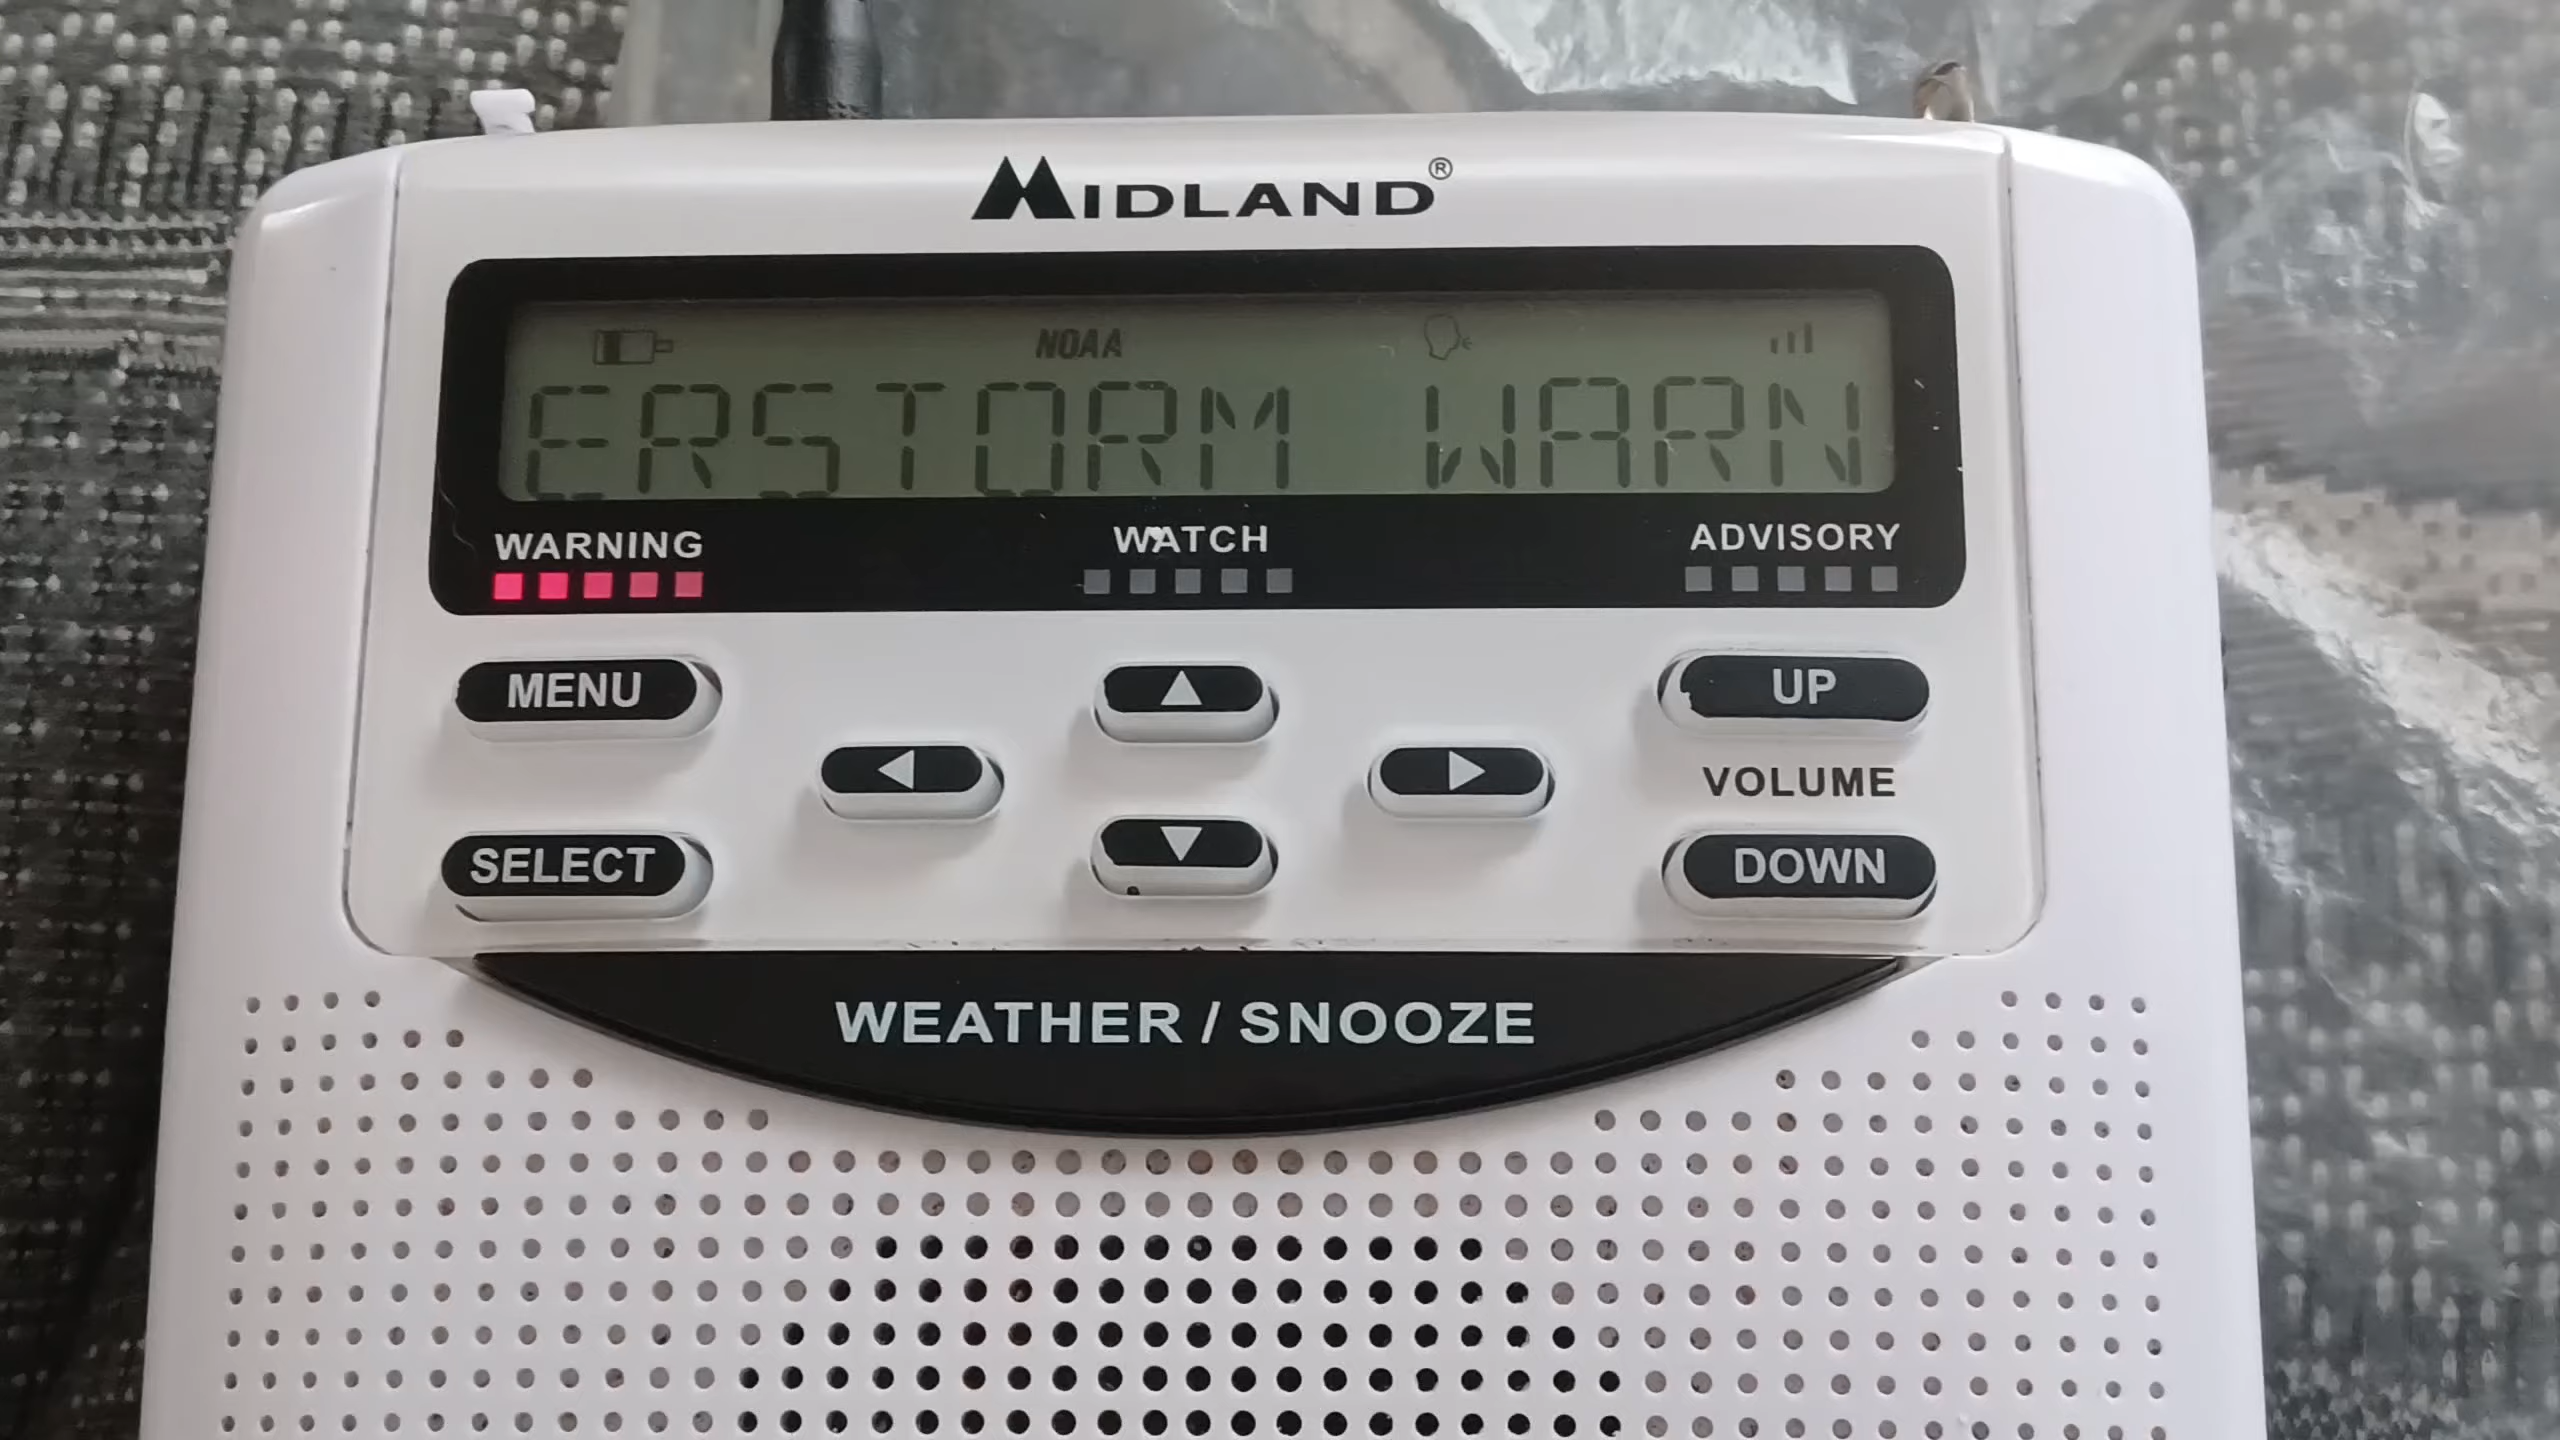 MIDLAND®
NOAA
ERSTORM WARN
WARNING WATCH ADVISORY
MENU
UP
VOLUME
SELECT
DOWN
WEATHER / SNOOZE